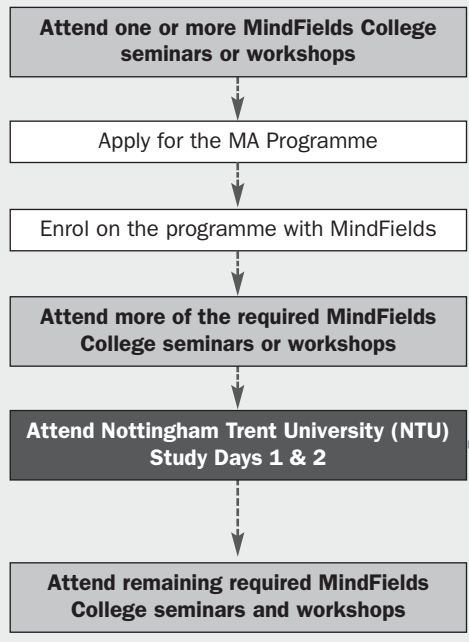 Attend one or more MindFields College
seminars or workshops
Apply for the MA Programme
Enrol on the programme with MindFields
Attend more of the required MindFields
College seminars or workshops
Attend Nottingham Trent University (NTU)
Study Days 1 & 2
Attend remaining required MindFields
College seminars and workshops